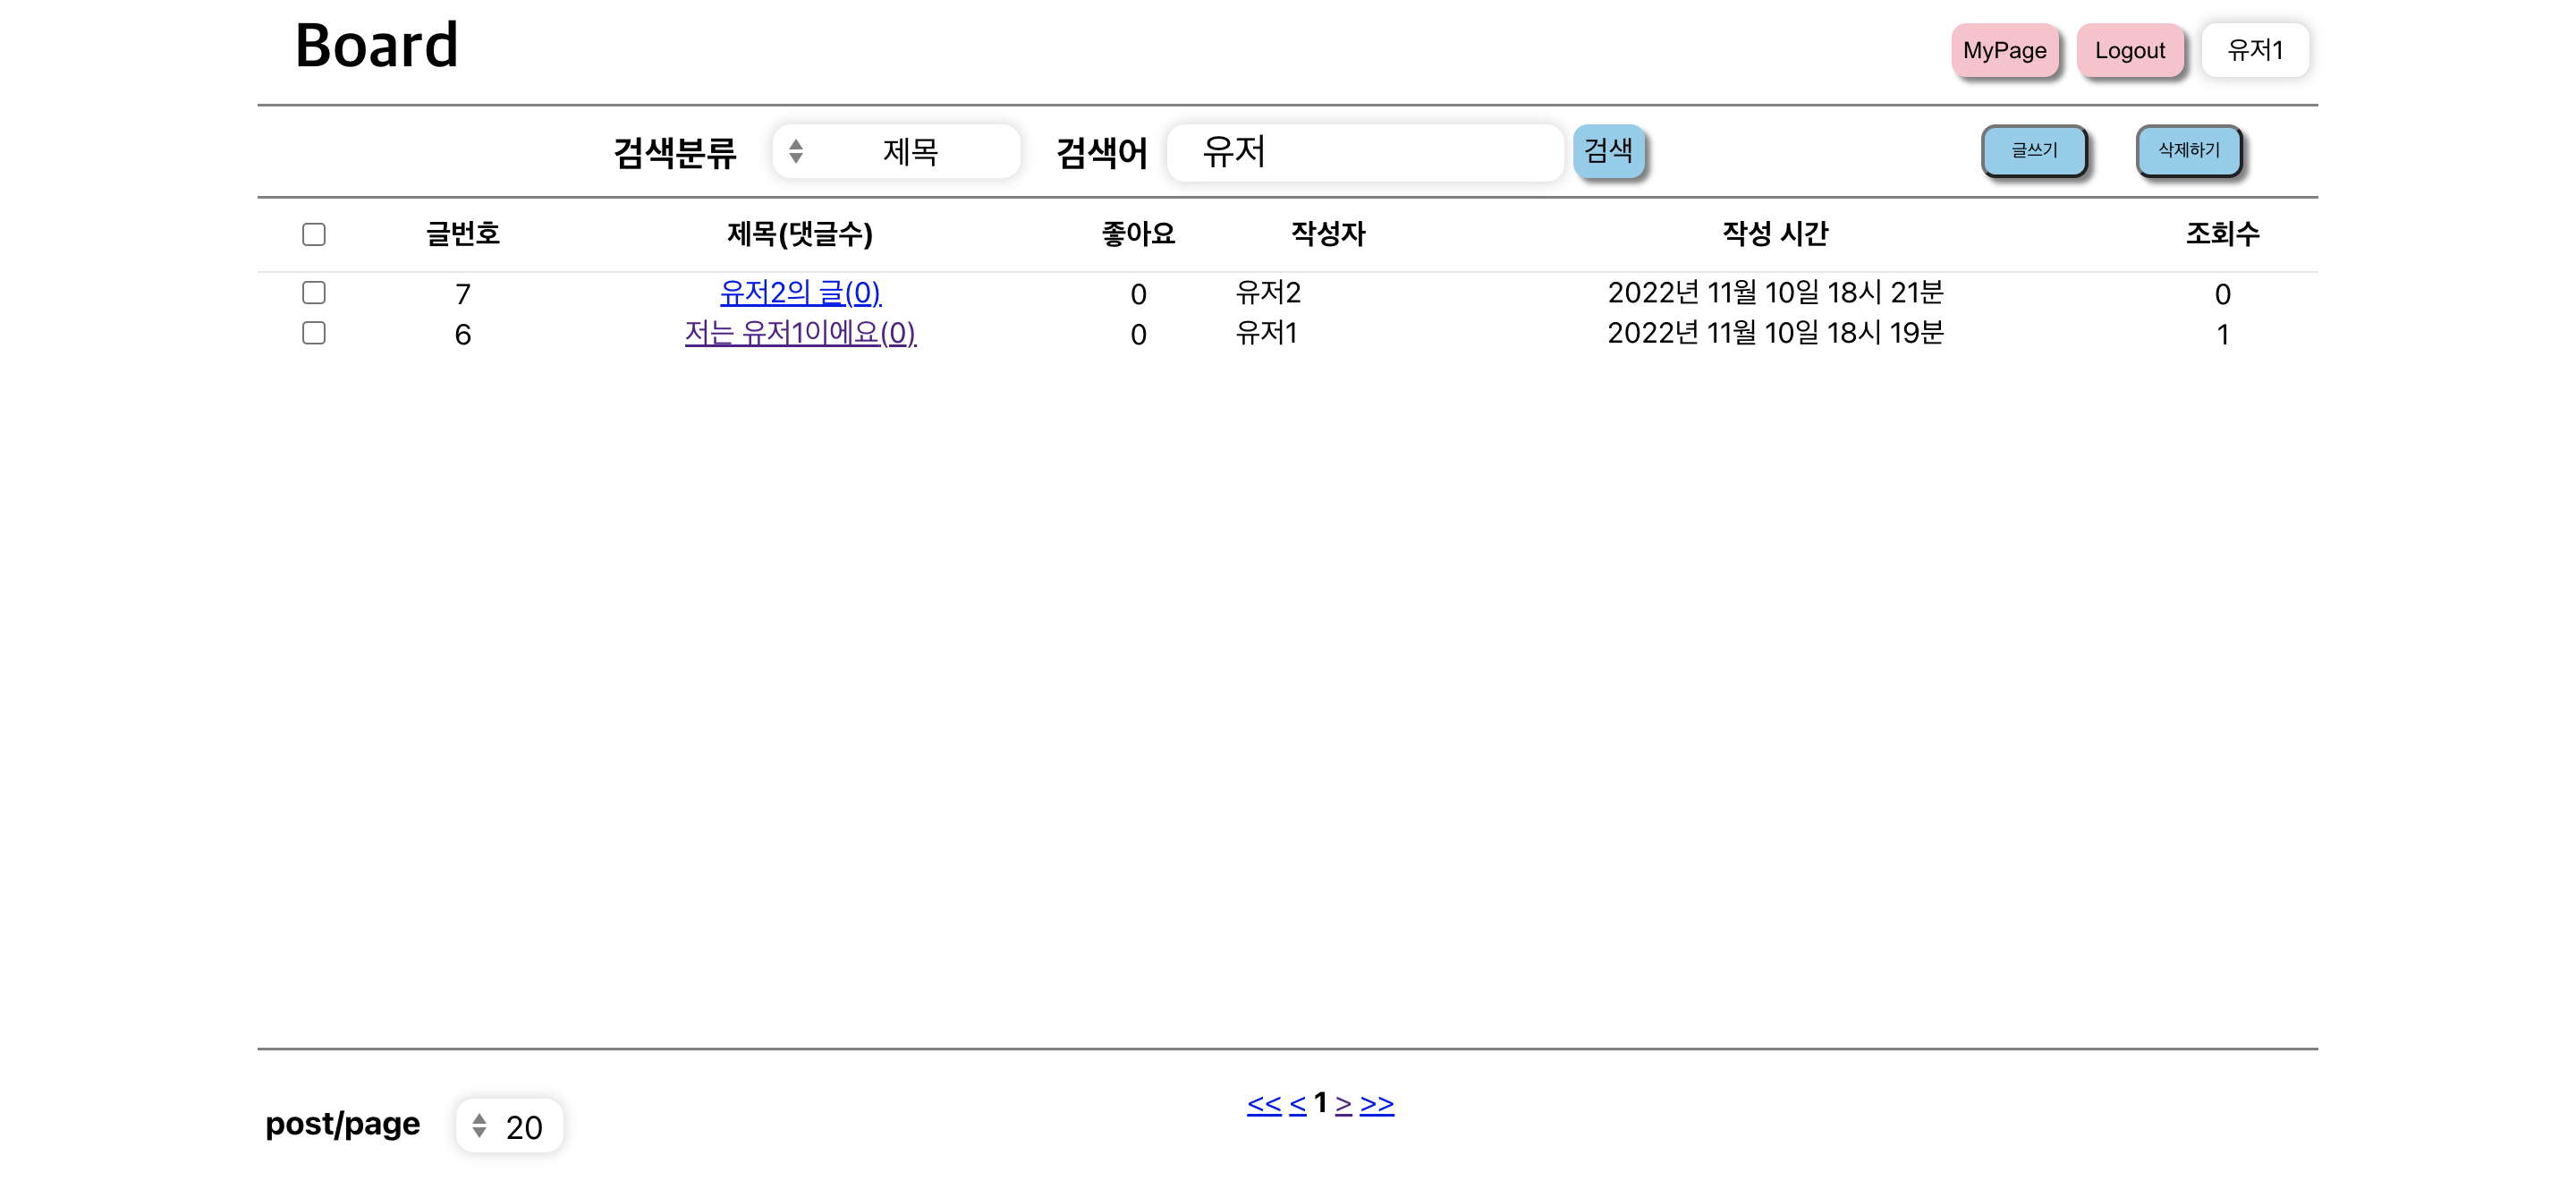 Board
MyPage Logout 유저1
검색분류 제목 검색어 유저 검색 글쓰기 삭제하기
글번호 제목(댓글수) 좋아요 작성자 작성 시간 조회수
7 유저2의 글(0) 0 유저2 2022년 11월 10일 18시 21분 0
6 저는 유저1이에요(0) 0 유저1 2022년 11월 10일 18시 19분 1
<< < 1 > >>
post/page 20